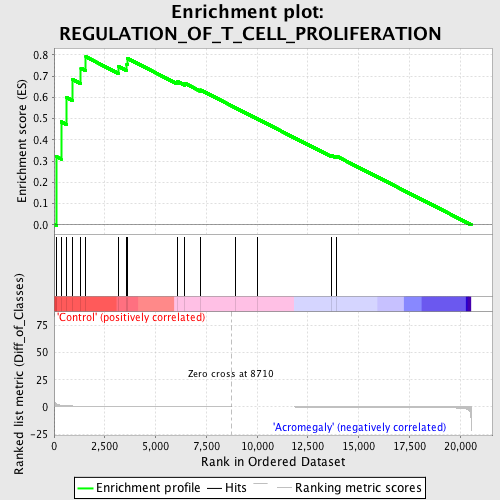 Enrichment plot:
REGULATION_OF_T_CELL_PROLIFERATION
Enrichment score (ES)
0.8
0.7
0.6
0.5
0.4
0.3
0.2
0.1
0.0
'Control' (positively correlated)
Ranked list metric (Diff_of_Classes)
75
50
25
0
-25
Zero cross at 8710
'Acromegaly' (negatively correlated)
0 2,500 5,000 7,500 10,000 12,500 15,000 17,500 20,000
Rank in Ordered Dataset
Enrichment profile Hits Ranking metric scores